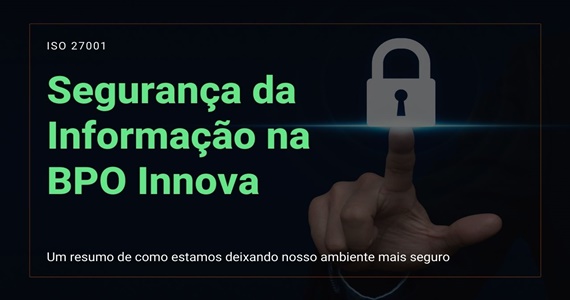 ISO 27001
Segurança da
Informação na
BPO Innova
Um resumo de como estamos deixando nosso ambiente mais seguro